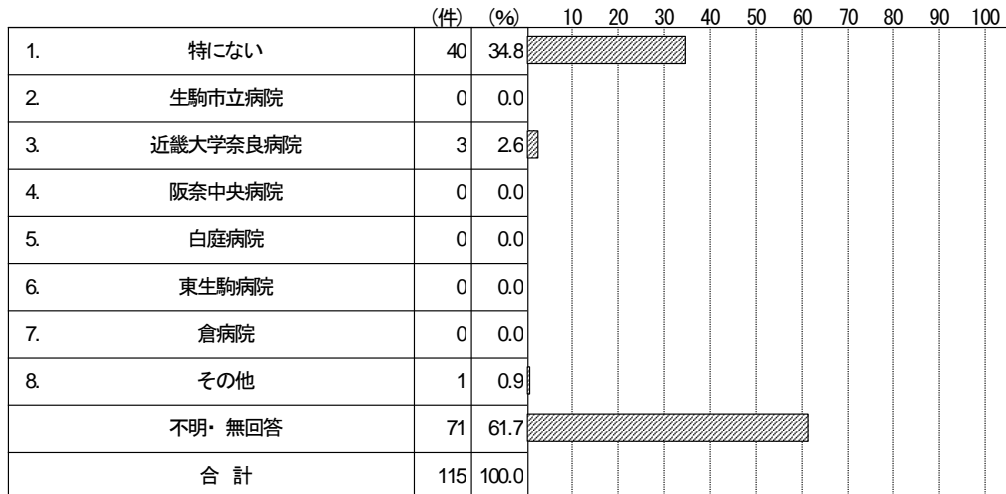 (件) (%) 10 20 30 40 50 60 70 80 90 100
1. 特にない 40 34.8
2. 生駒市立病院 0 0.0
3. 近畿大学奈良病院 3 2.6
4. 阪奈中央病院 0 0.0
5. 白庭病院 0 0.0
6. 東生駒病院 0 0.0
7. 倉病院 0 0.0
8. その他 1 0.9
不明・無回答 71 61.7
合 計 115 100.0